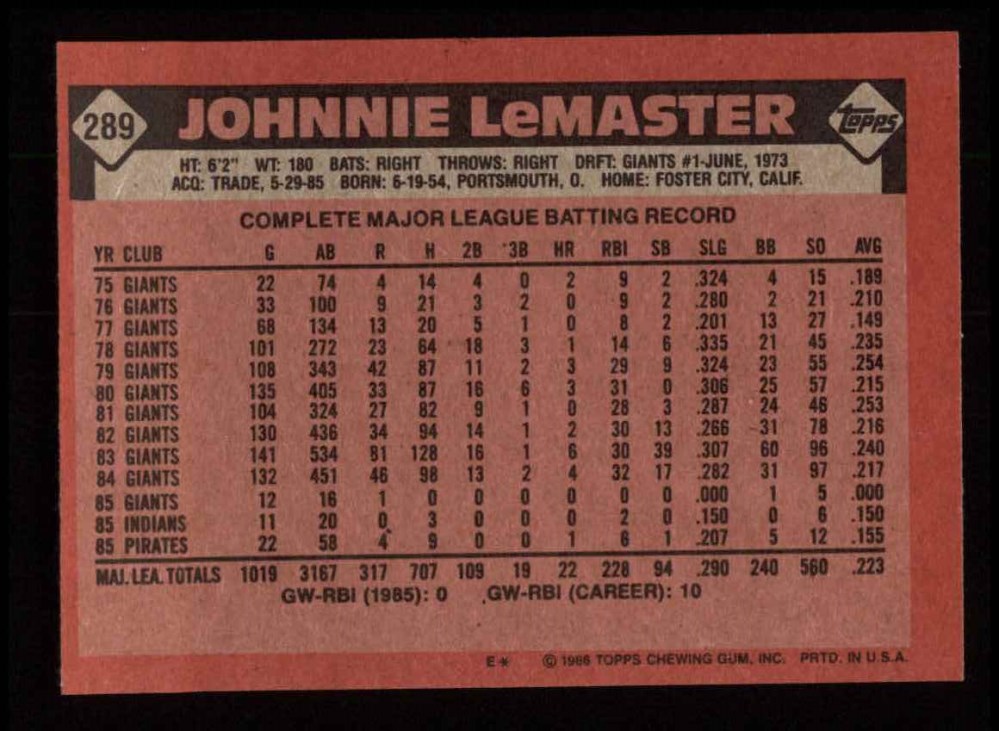 289 JOHNNIE LeMASTER topps
HT: 6'2" WT: 180 BATS: RIGHT THROWS: RIGHT DRFT: GIANTS #1-JUNE, 1973
ACQ: TRADE, 5-29-85 BORN: 6-19-54, PORTSMOUTH, O. HOME: FOSTER CITY, CALIF.
COMPLETE MAJOR LEAGUE BATTING RECORD
YR CLUB G AB R H 2B 3B HR RBI SB SLG BB SO AVG
75 GIANTS 22 74 4 14 4 0 2 9 2 .324 4 15 .189
76 GIANTS 33 100 9 21 3 2 0 9 2 .280 2 21 .210
77 GIANTS 68 134 13 20 5 1 0 8 2 .201 13 27 .149
78 GIANTS 101 272 23 64 18 3 1 14 6 .335 21 45 .235
79 GIANTS 108 343 42 87 11 2 3 29 9 .324 23 55 .254
80 GIANTS 135 405 33 87 16 6 3 31 0 .306 25 57 .215
81 GIANTS 104 324 27 82 9 1 0 28 3 .287 24 46 .253
82 GIANTS 130 436 34 94 14 1 2 30 13 .266 31 78 .216
83 GIANTS 141 534 81 128 16 1 6 30 39 .307 60 96 .240
84 GIANTS 132 451 46 98 13 2 4 32 17 .282 31 97 .217
85 GIANTS 12 16 1 0 0 0 0 0 0 .000 1 5 .000
85 INDIANS 11 20 0 3 0 0 0 2 0 .150 0 6 .150
85 PIRATES 22 58 4 9 0 0 1 6 1 .207 5 12 .155
MAJ. LEA. TOTALS 1019 3167 317 707 109 19 22 228 94 .290 240 560 .223
GW-RBI (1985): 0 GW-RBI (CAREER): 10
E* © 1986 TOPPS CHEWING GUM, INC. PRTD. IN U.S.A.